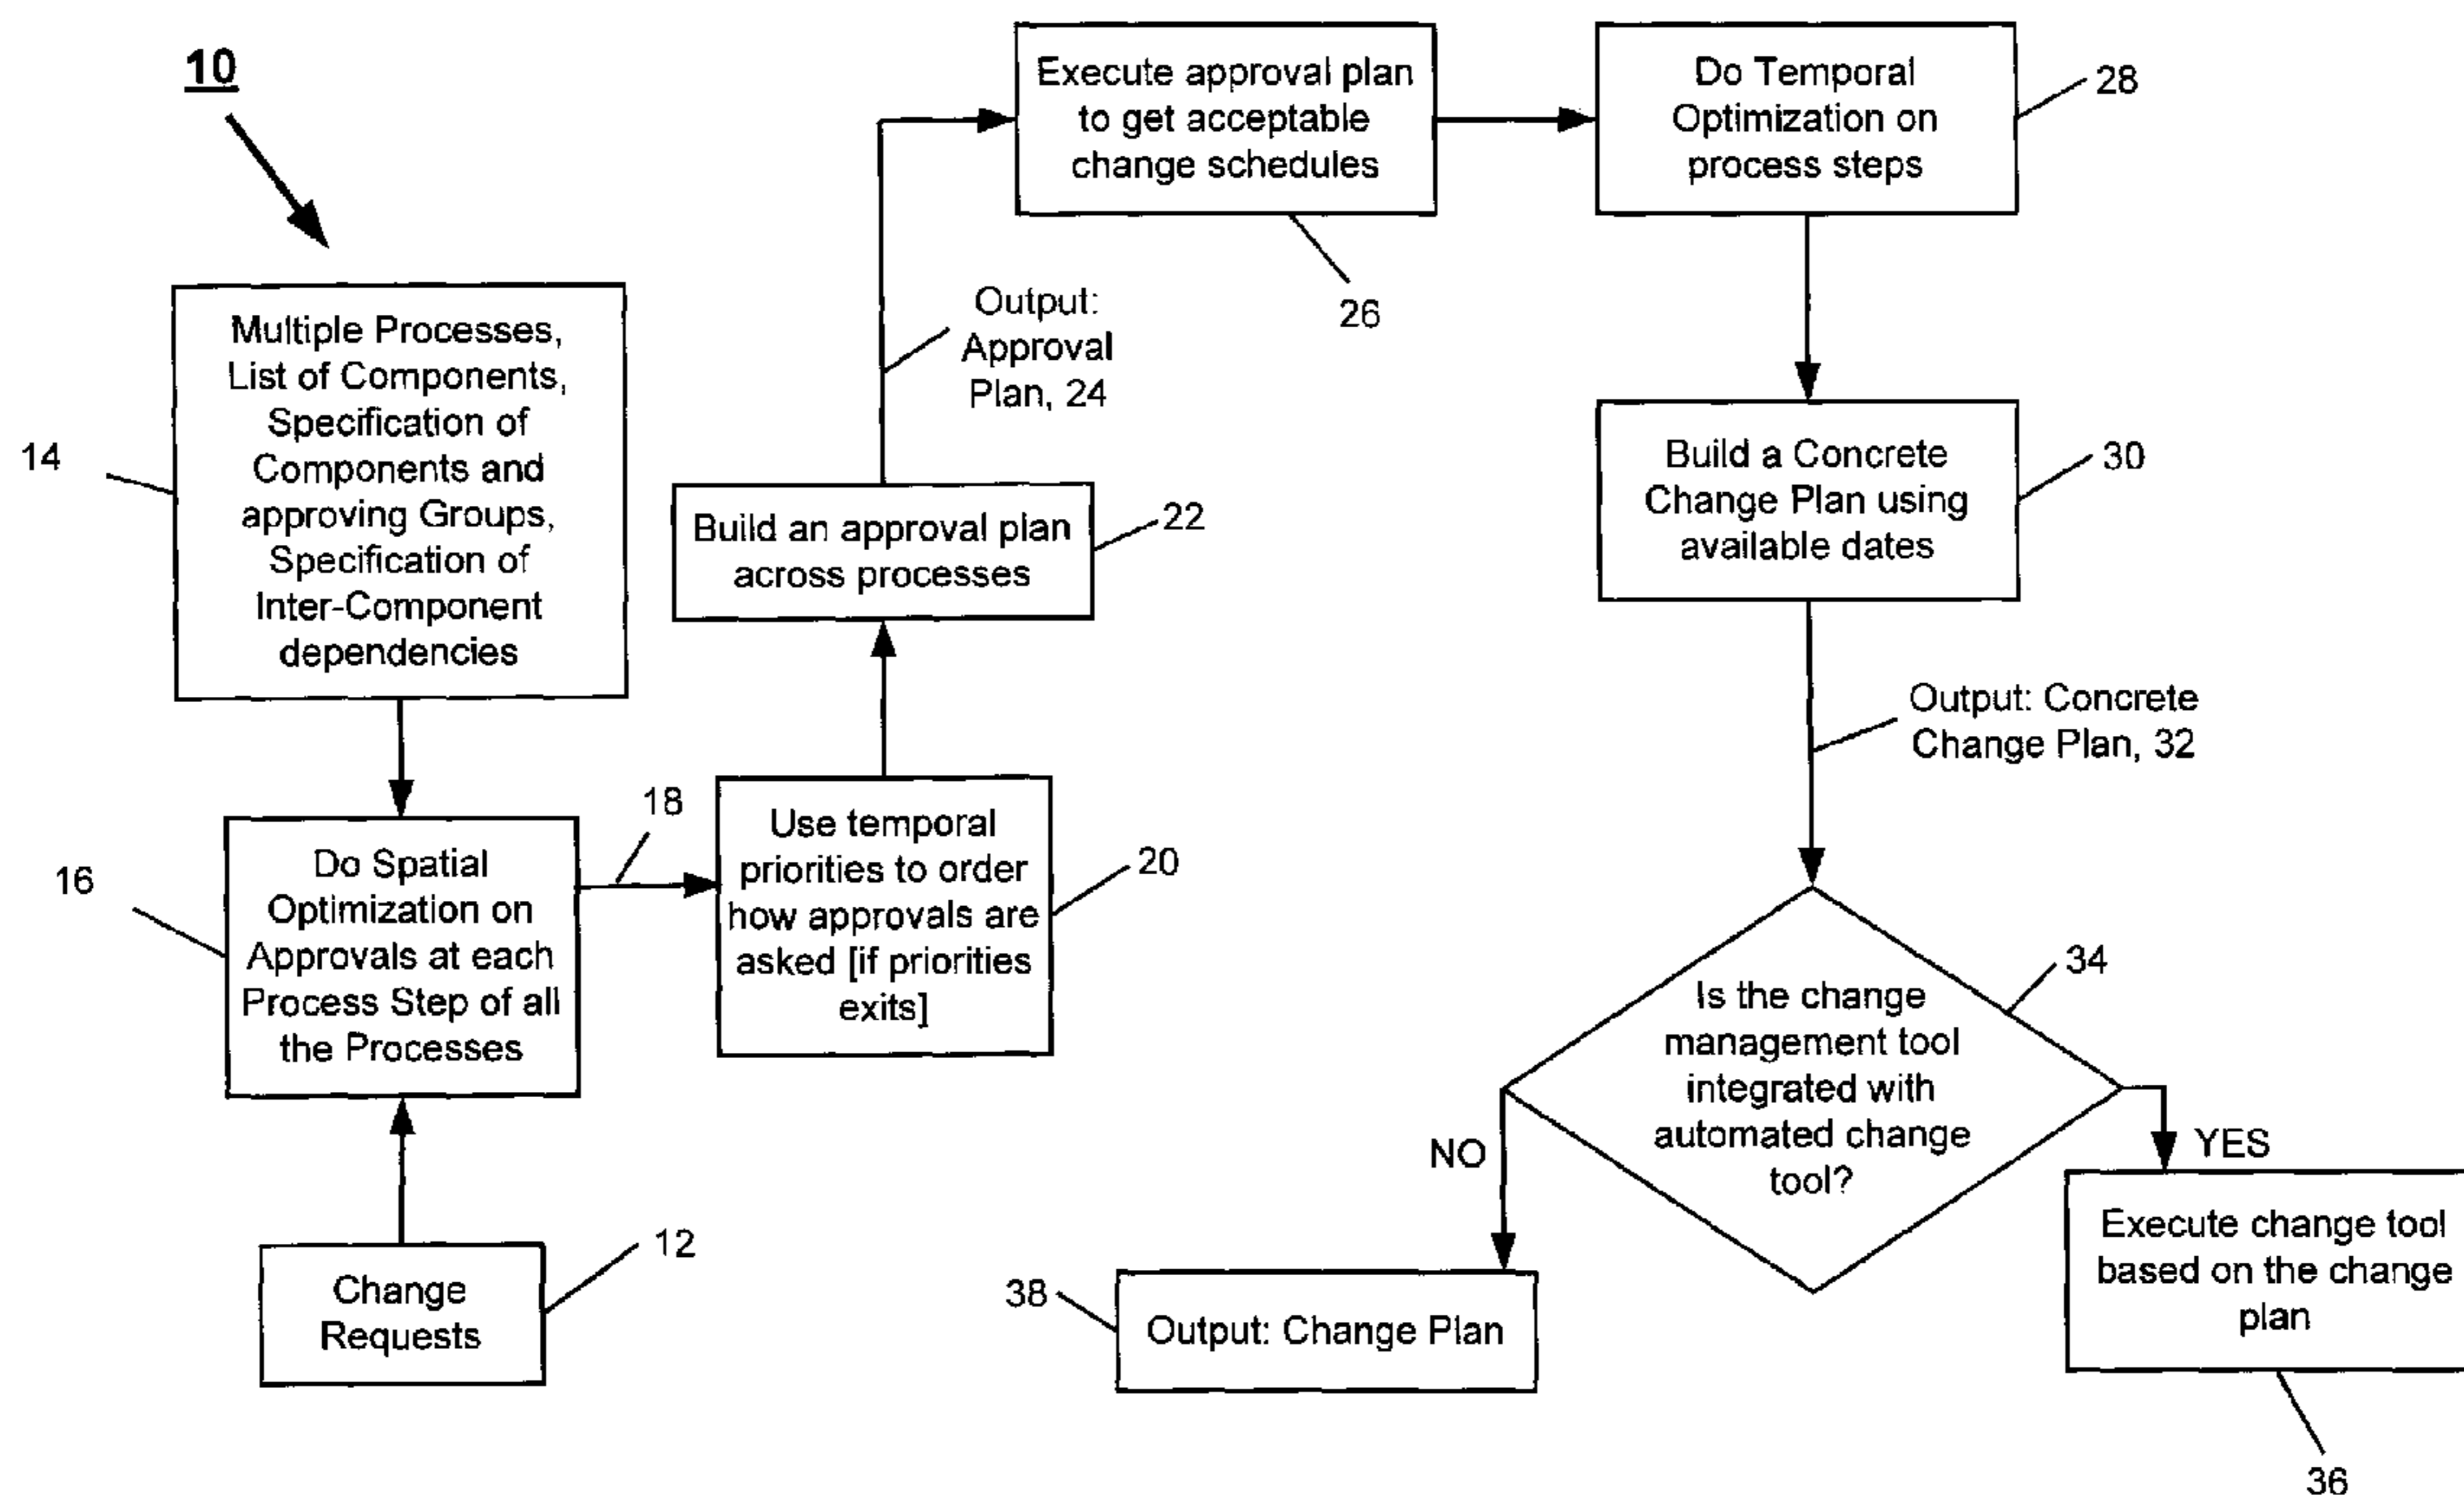 10
Multiple Processes,
List of Components,
Specification of
Components and
approving Groups,
Specification of
Inter-Component
dependencies
14
Do Spatial
Optimization on
Approvals at each
Process Step of all
the Processes
16
Change
Requests
12
18
Use temporal
priorities to order
how approvals are
asked [if priorities
exits]
20
Build an approval plan
across processes
22
Output:
Approval
Plan, 24
Execute approval plan
to get acceptable
change schedules
26
Do Temporal
Optimization on
process steps
28
Build a Concrete
Change Plan using
available dates
30
Output: Concrete
Change Plan, 32
Is the change
management tool
integrated with
automated change
tool?
34
NO
YES
38
Output: Change Plan
Execute change tool
based on the change
plan
36